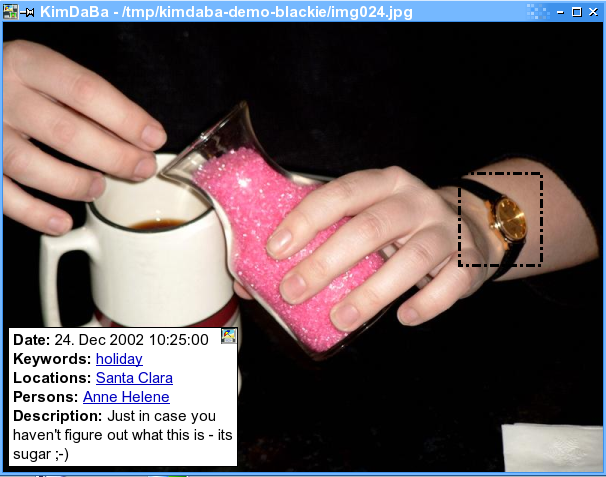 KimDaBa - /tmp/kimdaba-demo-blackie/img024.jpg
Date: 24. Dec 2002 10:25:00
Keywords: holiday
Locations: Santa Clara
Persons: Anne Helene
Description: Just in case you
haven't figure out what this is - its
sugar ;-)